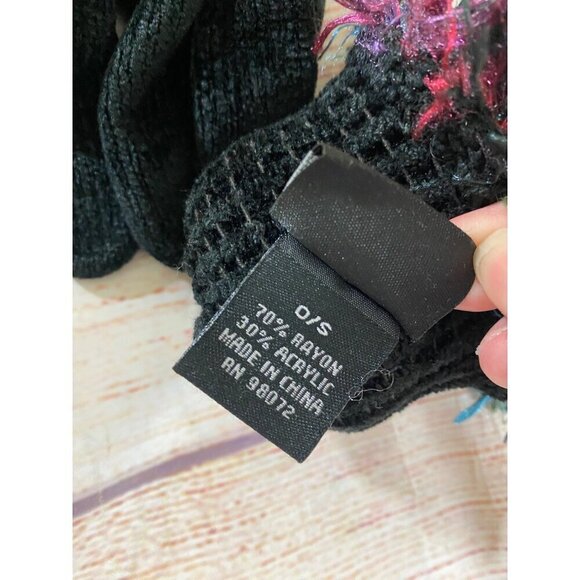 O/S
70% RAYON
30% ACRYLIC
MADE IN CHINA
RN 98072